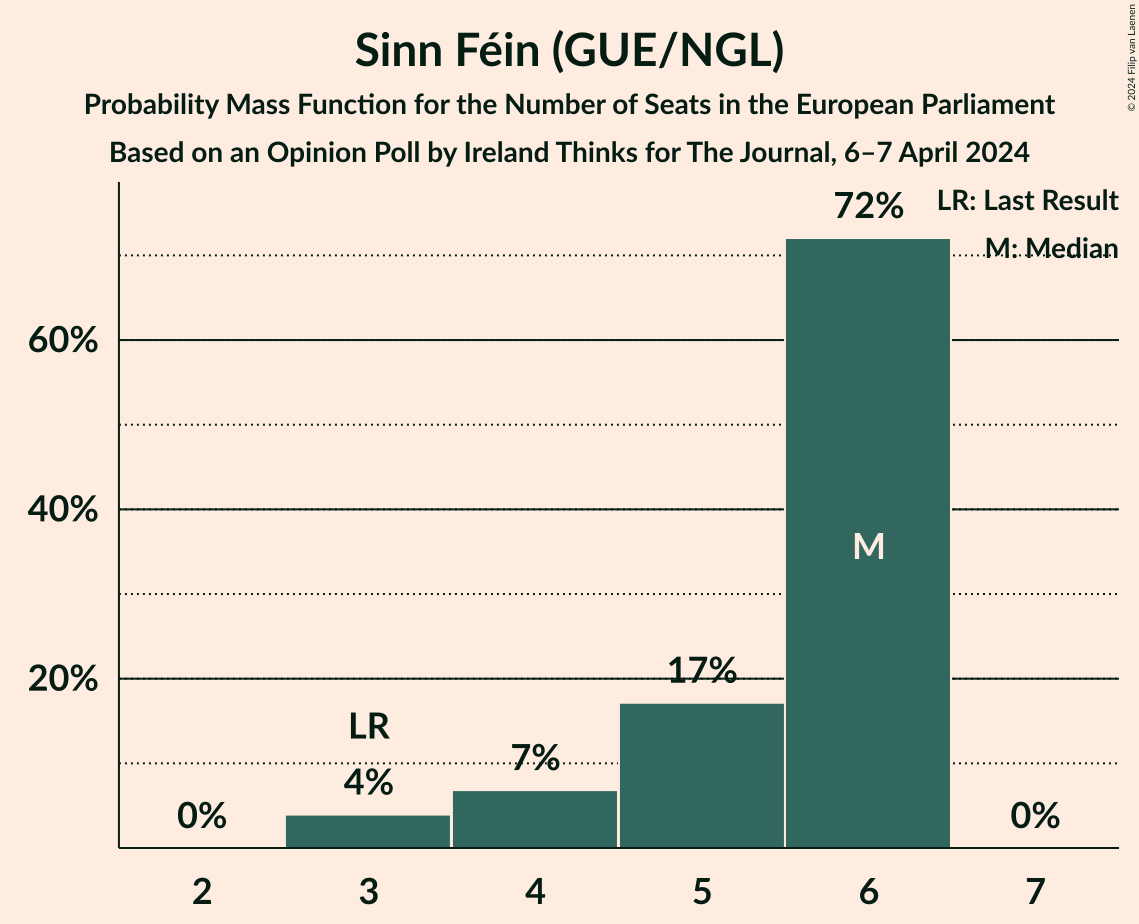 Sinn Féin (GUE/NGL)
Probability Mass Function for the Number of Seats in the European Parliament
Based on an Opinion Poll by Ireland Thinks for The Journal, 6–7 April 2024
© 2024 Filip van Laenen
LR: Last Result
M: Median
72%
60%
40%
M
20%
17%
LR
7%
4%
0%
0%
2 3 4 5 6 7